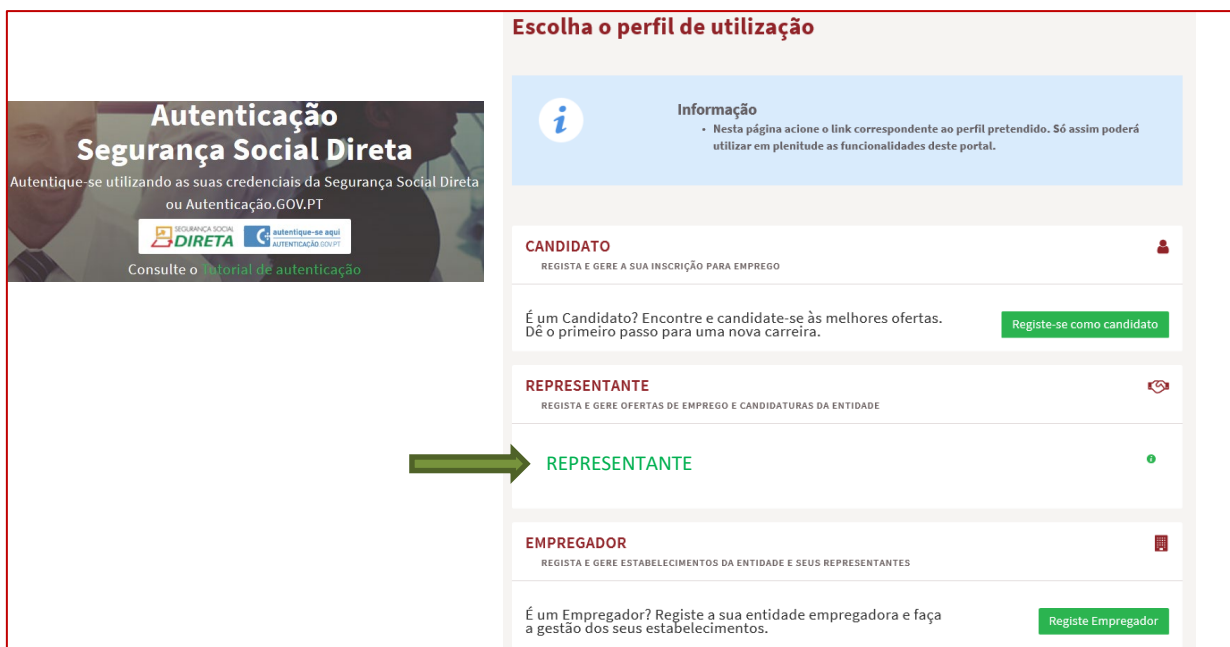 Escolha o perfil de utilização
Autenticação
Segurança Social Direta
Autentique-se utilizando as suas credenciais da Segurança Social Direta
ou Autenticação.GOV.PT
SEGURANÇA SOCIAL
DIRETA
autentique-se aqui
AUTENTICAÇÃO.GOV.PT
Consulte o Tutorial de autenticação
Informação
• Nesta página acione o link correspondente ao perfil pretendido. Só assim poderá
utilizar em plenitude as funcionalidades deste portal.
CANDIDATO
REGISTA E GERE A SUA INSCRIÇÃO PARA EMPREGO
É um Candidato? Encontre e candidate-se às melhores ofertas.
Dê o primeiro passo para uma nova carreira.
Registe-se como candidato
REPRESENTANTE
REGISTA E GERE OFERTAS DE EMPREGO E CANDIDATURAS DA ENTIDADE
REPRESENTANTE
EMPREGADOR
REGISTA E GERE ESTABELECIMENTOS DA ENTIDADE E SEUS REPRESENTANTES
É um Empregador? Registe a sua entidade empregadora e faça
a gestão dos seus estabelecimentos.
Registe Empregador